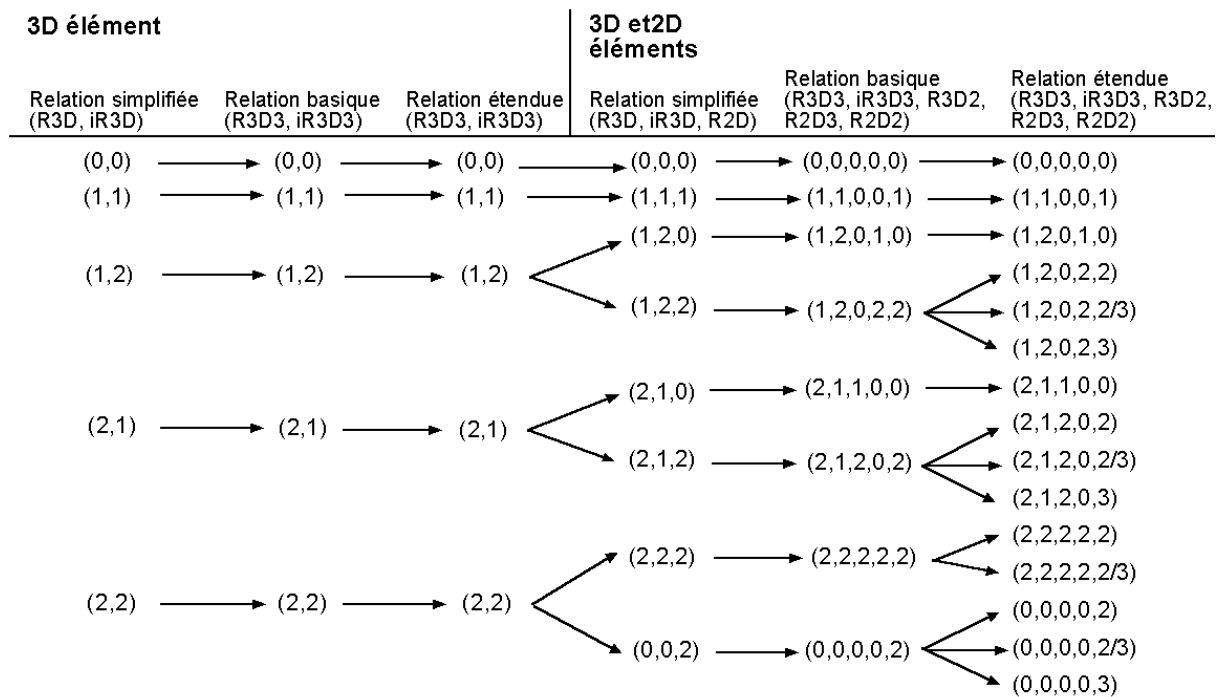 3D élément
3D et2D
éléments
Relation simplifiée
(R3D, iR3D)
Relation basique
(R3D3, iR3D3)
Relation étendue
(R3D3, iR3D3)
Relation simplifiée
(R3D, iR3D, R2D)
Relation basique
(R3D3, iR3D3, R3D2,
R2D3, R2D2)
Relation étendue
(R3D3, iR3D3, R3D2,
R2D3, R2D2)
(0,0) (0,0) (0,0) (0,0,0) (0,0,0,0,0) (0,0,0,0,0)
(1,1) (1,1) (1,1) (1,1,1) (1,1,0,0,1) (1,1,0,0,1)
(1,2,0) (1,2,0,1,0) (1,2,0,1,0)
(1,2) (1,2) (1,2) (1,2,0,2,2)
(1,2,2) (1,2,0,2,2) (1,2,0,2,2/3)
(1,2,0,2,3)
(2,1,0) (2,1,1,0,0) (2,1,1,0,0)
(2,1) (2,1) (2,1) (2,1,2,0,2)
(2,1,2) (2,1,2,0,2) (2,1,2,0,2/3)
(2,1,2,0,3)
(2,2,2,2,2)
(2,2,2) (2,2,2,2,2) (2,2,2,2,2/3)
(2,2) (2,2) (2,2) (0,0,0,0,2)
(0,0,2) (0,0,0,0,2) (0,0,0,0,2/3)
(0,0,0,0,3)